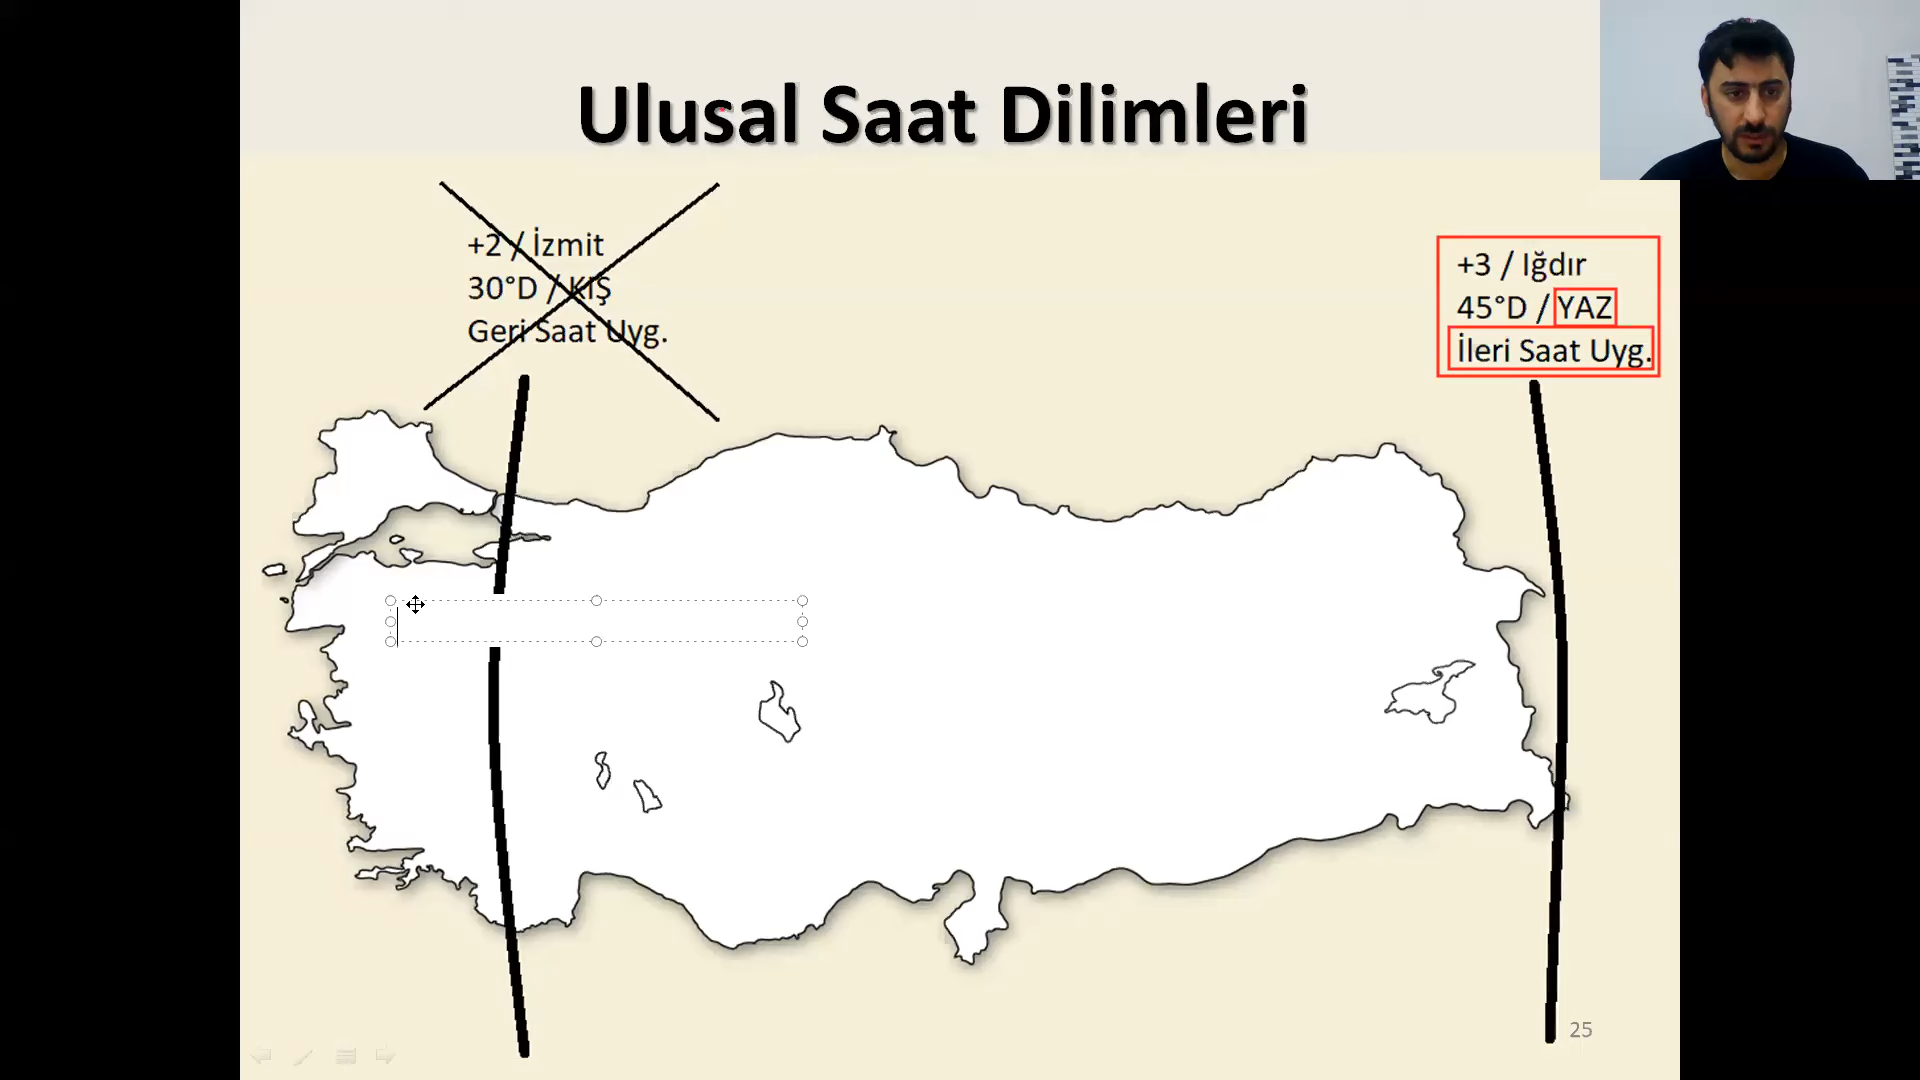 Ulusal Saat Dilimleri
+2 / İzmit
30°D / KIŞ
Geri Saat Uyg.
+3 / Iğdır
45°D / YAZ
İleri Saat Uyg.
25